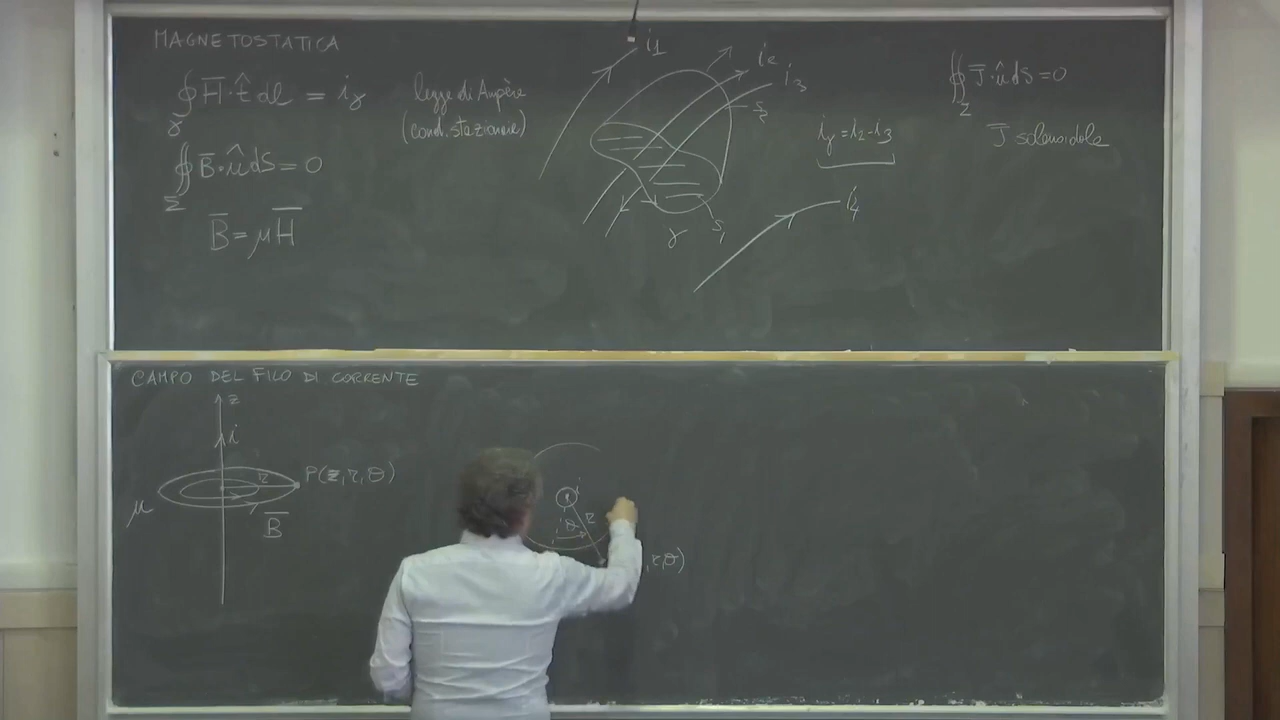 MAGNETOSTATICA
∮γ H̅·t̂ dl = iγ
legge di Ampère
(cond. stazionarie)
∯Σ B̅·n̂ dS = 0
B̅ = μH̅
i1
i2
i3
S2
S1
γ
i4
iγ = i2 - i3
∯Σ J̅·n̂ dS = 0
J̅ solenoidale
CAMPO DEL FILO DI CORRENTE
z
i
r
P(z,r,θ)
μ
B̅
i
r
θ
,r,θ)